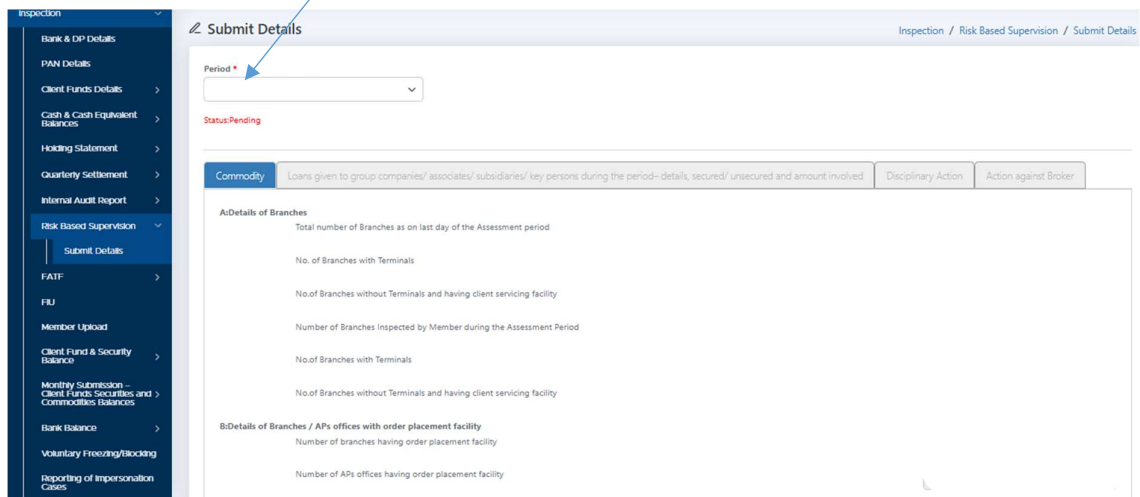 Inspection
Bank & DP Details
PAN Details
Client Funds Details
Cash & Cash Equivalent
Balances
Holding Statement
Quarterly Settlement
Internal Audit Report
Risk Based Supervision
Submit Details
FATF
FIU
Member Upload
Client Fund & Security
Balance
Monthly Submission –
Client Funds Securities and
Commodities Balances
Bank Balance
Voluntary Freezing/Blocking
Reporting of Impersonation
Cases
Submit Details
Inspection / Risk Based Supervision / Submit Details
Period *
Status:Pending
Commodity
Loans given to group companies/ associates/ subsidiaries/ key persons during the period– details, secured/ unsecured and amount involved
Disciplinary Action
Action against Broker
A:Details of Branches
Total number of Branches as on last day of the Assessment period
No. of Branches with Terminals
No.of Branches without Terminals and having client servicing facility
Number of Branches Inspected by Member during the Assessment Period
No.of Branches with Terminals
No.of Branches without Terminals and having client servicing facility
B:Details of Branches / APs offices with order placement facility
Number of branches having order placement facility
Number of APs offices having order placement facility